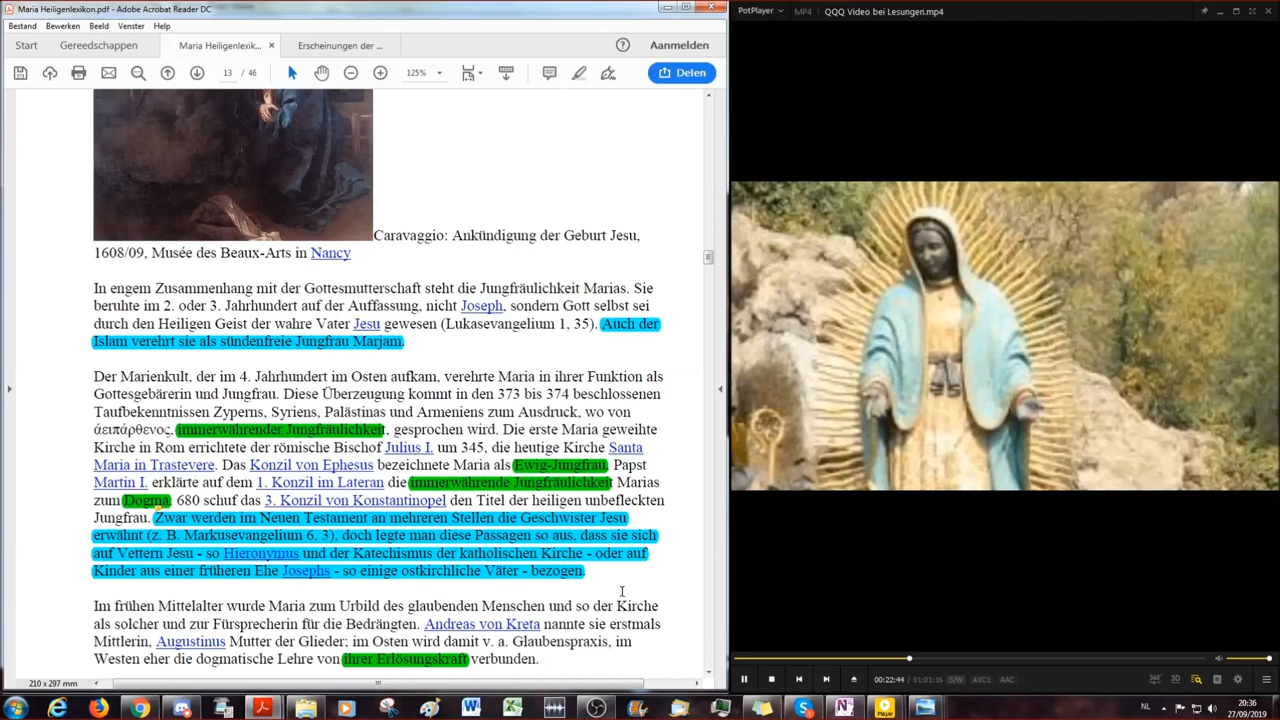 Maria Heiligenlexikon.pdf - Adobe Acrobat Reader DC
Bestand Bewerken Beeld Venster Help
Start Gereedschappen Maria Heiligenlexik... × Erscheinungen der ... Aanmelden
13 / 46 125% Delen
Caravaggio: Ankündigung der Geburt Jesu,
1608/09, Musée des Beaux-Arts in Nancy
In engem Zusammenhang mit der Gottesmutterschaft steht die Jungfräulichkeit Marias. Sie
beruhte im 2. oder 3. Jahrhundert auf der Auffassung, nicht Joseph, sondern Gott selbst sei
durch den Heiligen Geist der wahre Vater Jesu gewesen (Lukasevangelium 1, 35). Auch der
Islam verehrt sie als sündenfreie Jungfrau Marjam.
Der Marienkult, der im 4. Jahrhundert im Osten aufkam, verehrte Maria in ihrer Funktion als
Gottesgebärerin und Jungfrau. Diese Überzeugung kommt in den 373 bis 374 beschlossenen
Taufbekenntnissen Zyperns, Syriens, Palästinas und Armeniens zum Ausdruck, wo von
άειπάρθενος, immerwährender Jungfräulichkeit, gesprochen wird. Die erste Maria geweihte
Kirche in Rom errichtete der römische Bischof Julius I. um 345, die heutige Kirche Santa
Maria in Trastevere. Das Konzil von Ephesus bezeichnete Maria als Ewig-Jungfrau, Papst
Martin I. erklärte auf dem 1. Konzil im Lateran die immerwährende Jungfräulichkeit Marias
zum Dogma. 680 schuf das 3. Konzil von Konstantinopel den Titel der heiligen unbefleckten
Jungfrau. Zwar werden im Neuen Testament an mehreren Stellen die Geschwister Jesu
erwähnt (z. B. Markusevangelium 6, 3), doch legte man diese Passagen so aus, dass sie sich
auf Vettern Jesu - so Hieronymus und der Katechismus der katholischen Kirche - oder auf
Kinder aus einer früheren Ehe Josephs - so einige ostkirchliche Väter - bezogen.
Im frühen Mittelalter wurde Maria zum Urbild des glaubenden Menschen und so der Kirche
als solcher und zur Fürsprecherin für die Bedrängten. Andreas von Kreta nannte sie erstmals
Mittlerin, Augustinus Mutter der Glieder; im Osten wird damit v. a. Glaubenspraxis, im
Westen eher die dogmatische Lehre von ihrer Erlösungskraft verbunden.
210 x 297 mm
PotPlayer MP4 QQQ Video bei Lesungen.mp4
00:22:44 / 01:01:16 S/W AVC1 AAC 360° 3D
NL 20:36
27/09/2019